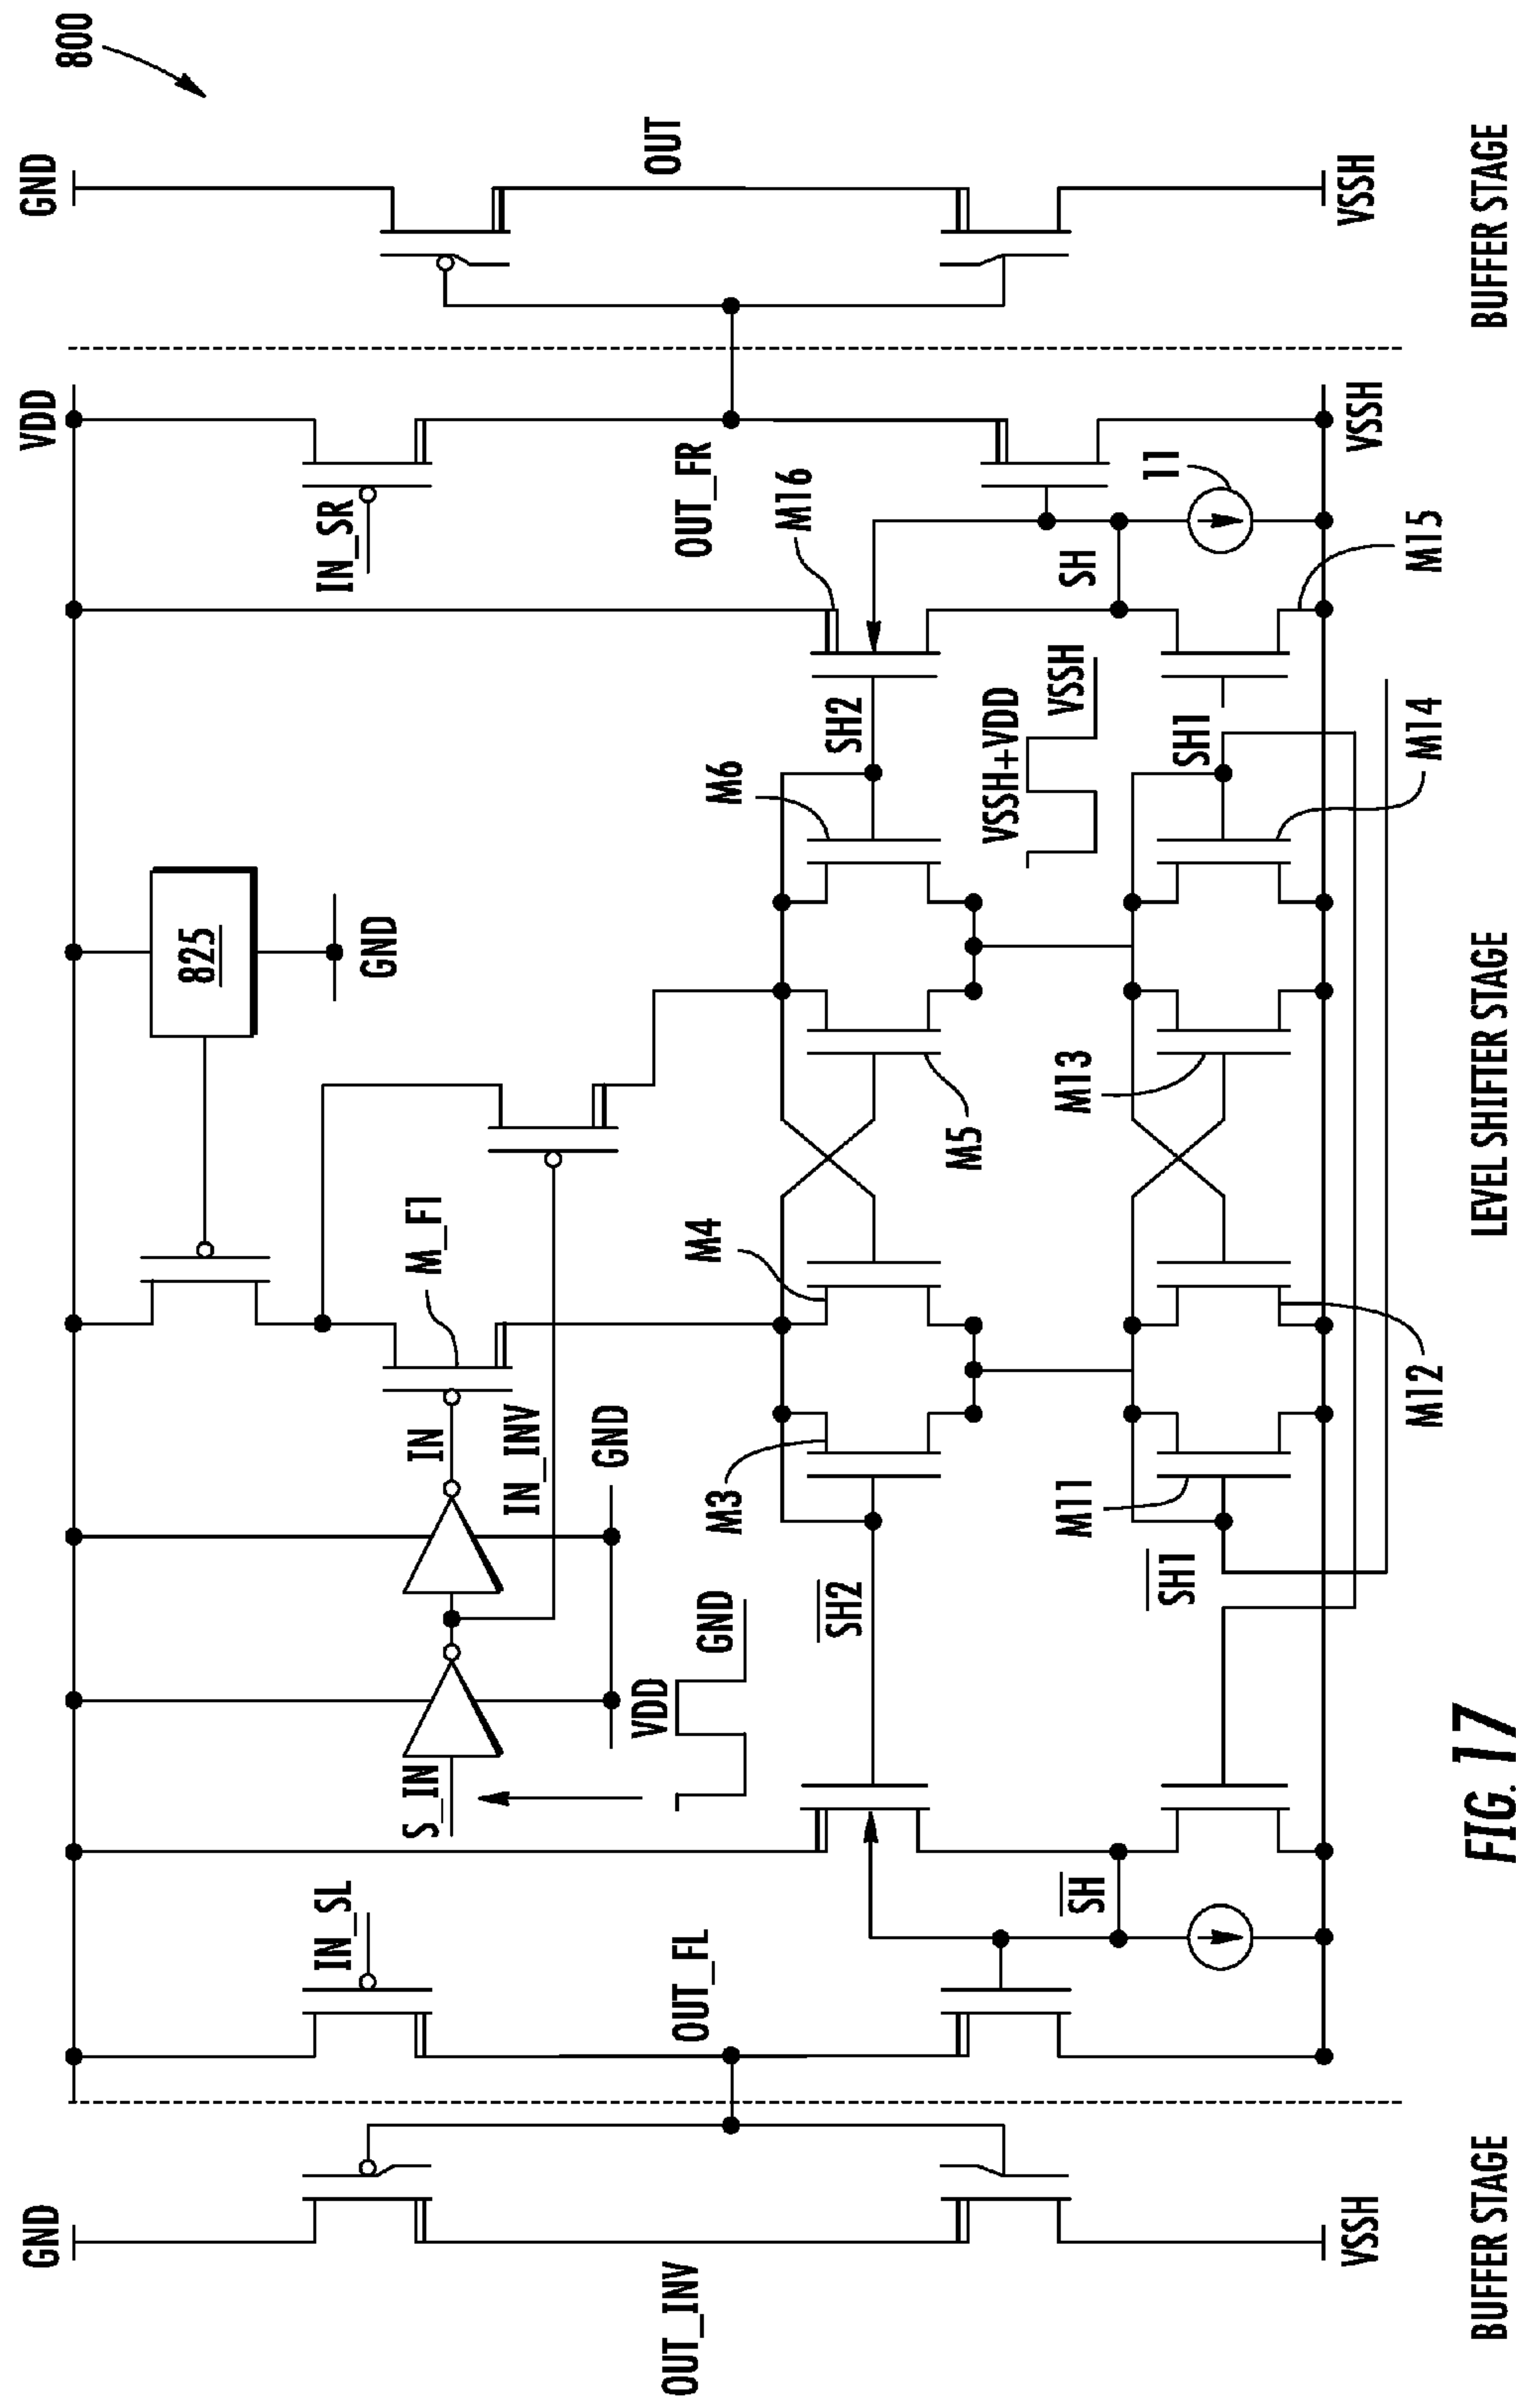 800
GND
VDD
GND
OUT
IN_SR
OUT_FR
M16
SH2
SH
I1
VSSH
VSSH
M15
M6
VSSH+VDD
VSSH
SH1
M14
825
GND
M5
M13
M_F1
M4
IN
IN_INV
GND
M3
M11
M12
S_IN
VDD
GND
SH2
SH1
SH
IN_SL
OUT_FL
OUT_INV
VSSH
BUFFER STAGE
LEVEL SHIFTER STAGE
BUFFER STAGE
FIG. 17